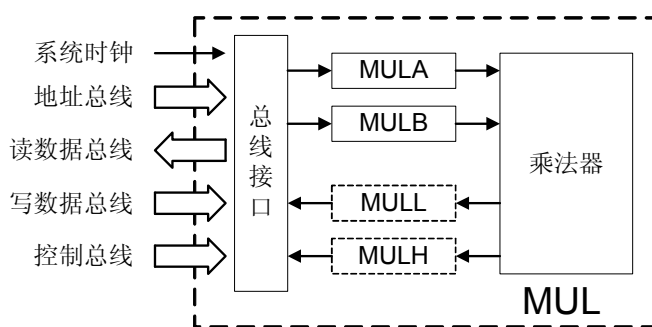 系统时钟
地址总线
读数据总线
写数据总线
控制总线
总线接口
MULA
MULB
MULL
MULH
乘法器
MUL